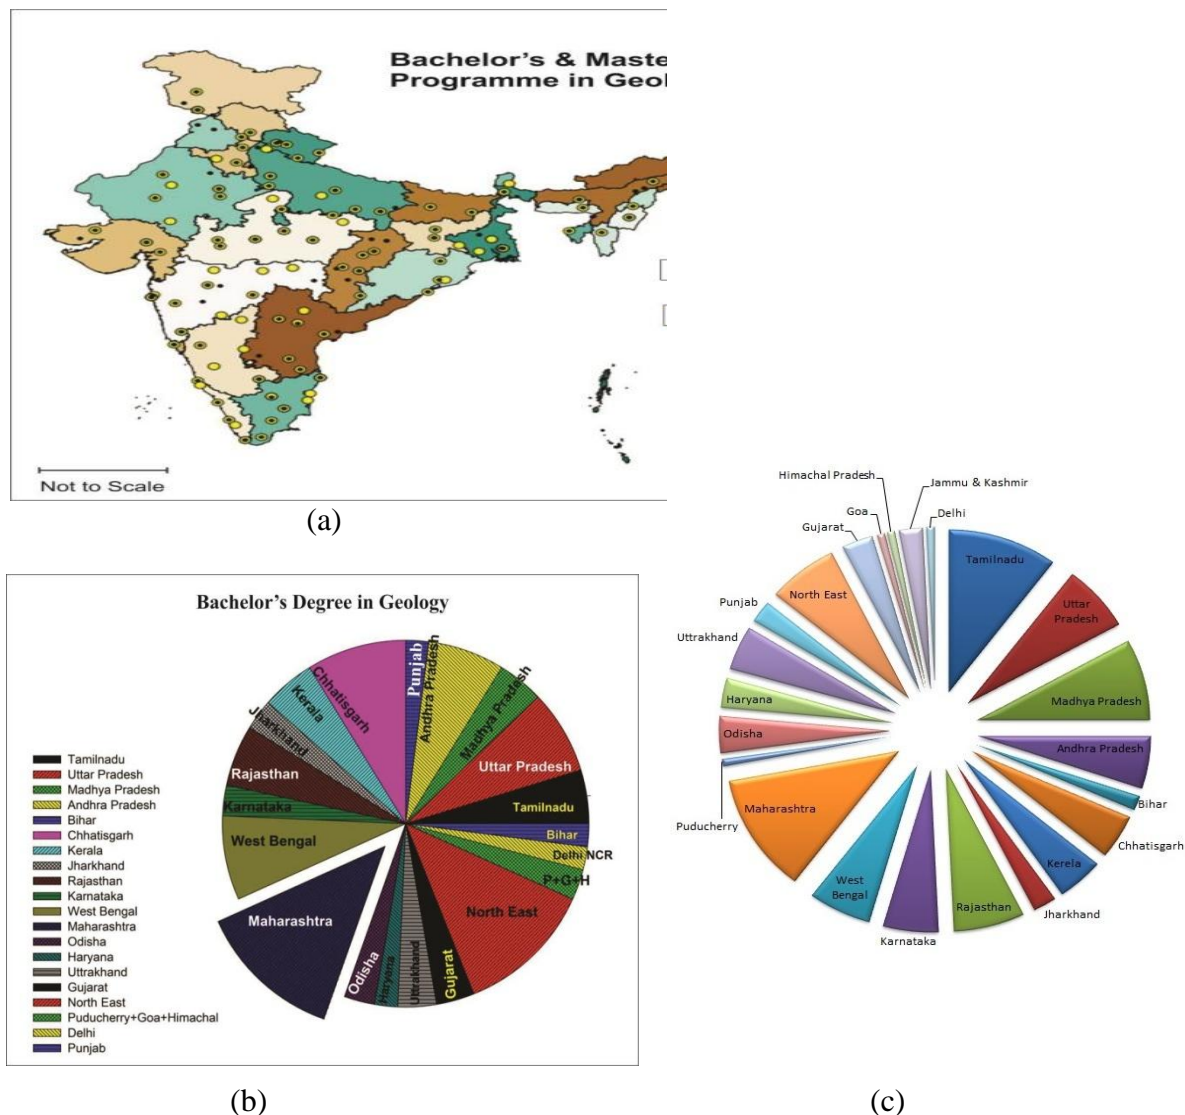 Bachelor's & Maste
Programme in Geol
Not to Scale
(a)
Bachelor's Degree in Geology
Tamilnadu
Uttar Pradesh
Madhya Pradesh
Andhra Pradesh
Bihar
Chhatisgarh
Kerala
Jharkhand
Rajasthan
Karnataka
West Bengal
Maharashtra
Odisha
Haryana
Uttrakhand
Gujarat
North East
Puducherry+Goa+Himachal
Delhi
Punjab
Punjab
Andhra Pradesh
Madhya Pradesh
Uttar Pradesh
Tamilnadu
Bihar
Delhi NCR
P+G+H
North East
Gujarat
Uttrakhand
Haryana
Odisha
Maharashtra
West Bengal
Karnataka
Rajasthan
Jharkhand
Kerala
Chhatisgarh
(b)
Himachal Pradesh
Jammu & Kashmir
Goa
Delhi
Gujarat
Tamilnadu
North East
Uttar
Pradesh
Punjab
Uttrakhand
Madhya Pradesh
Haryana
Odisha
Andhra Pradesh
Maharashtra
Bihar
Puducherry
Chhatisgarh
Kerela
West
Bengal
Jharkhand
Rajasthan
Karnataka
(c)